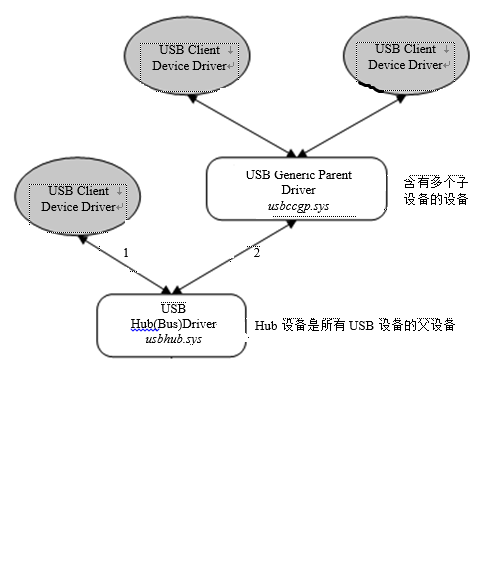 USB Client
Device Driver
USB Client
Device Driver
USB Generic Parent
Driver
usbccgp.sys
含有多个子
设备的设备
USB Client
Device Driver
1
2
USB
Hub(Bus)Driver
usbhub.sys
Hub 设备是所有 USB 设备的父设备